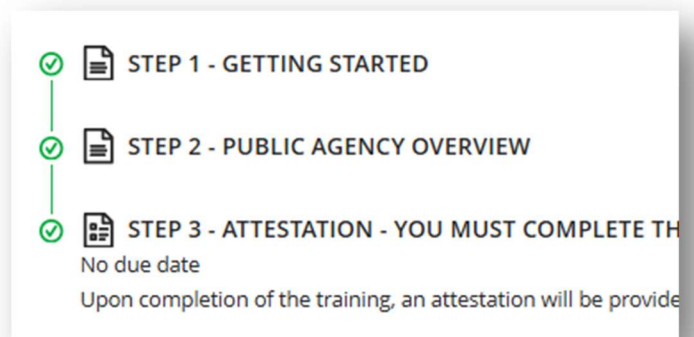 STEP 1 - GETTING STARTED
STEP 2 - PUBLIC AGENCY OVERVIEW
STEP 3 - ATTESTATION - YOU MUST COMPLETE TH
No due date
Upon completion of the training, an attestation will be provide